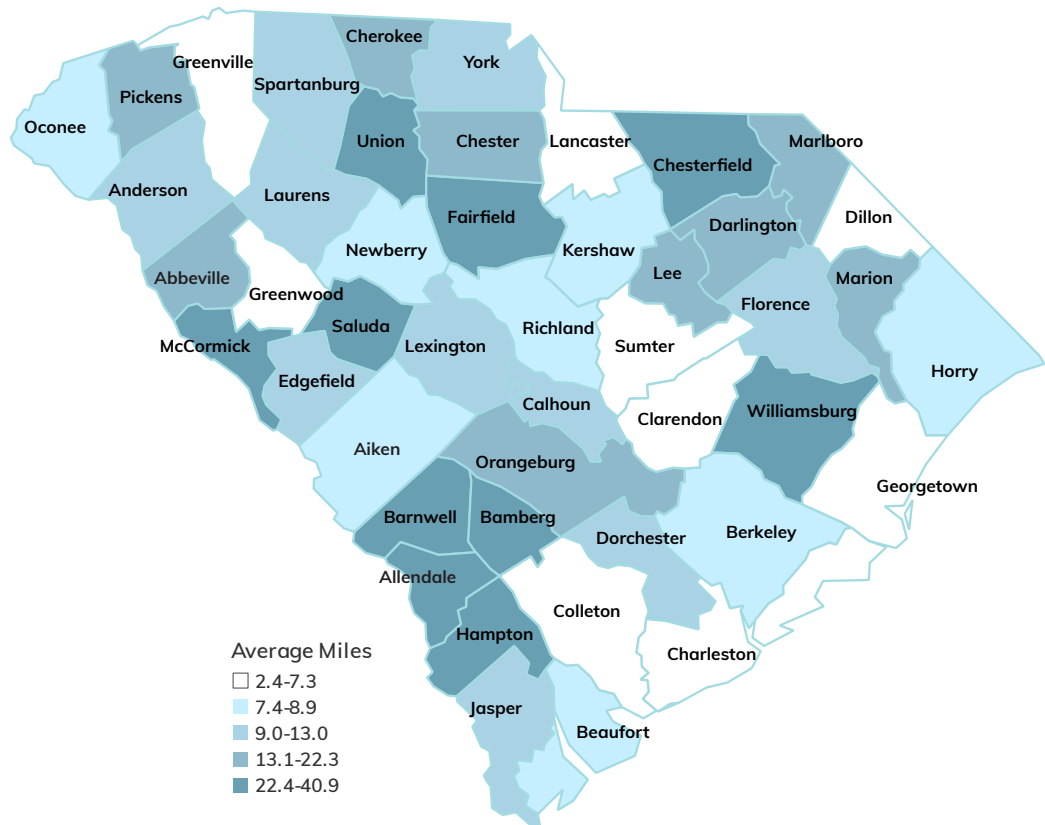 Cherokee
York
Greenville
Spartanburg
Pickens
Oconee
Union
Chester
Lancaster
Marlboro
Chesterfield
Anderson
Laurens
Fairfield
Dillon
Darlington
Newberry
Kershaw
Abbeville
Lee
Marion
Greenwood
Florence
Saluda
Richland
McCormick
Lexington
Sumter
Edgefield
Horry
Calhoun
Williamsburg
Clarendon
Aiken
Orangeburg
Georgetown
Barnwell
Bamberg
Berkeley
Dorchester
Allendale
Colleton
Hampton
Charleston
Jasper
Beaufort
Average Miles
2.4-7.3
7.4-8.9
9.0-13.0
13.1-22.3
22.4-40.9